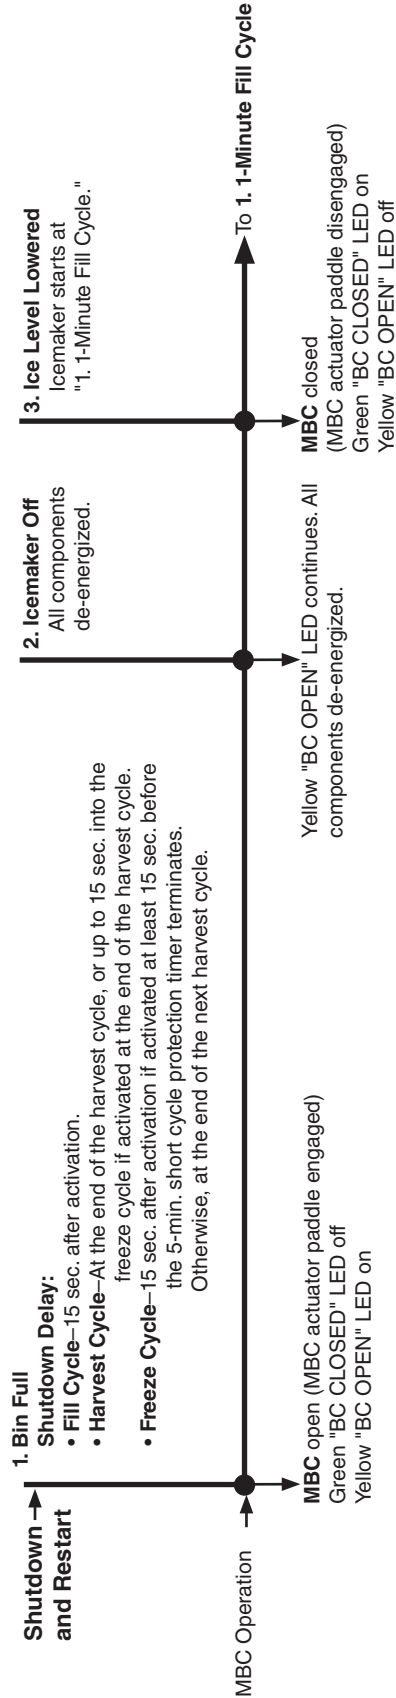 Shutdown
and Restart
1. Bin Full
Shutdown Delay:
• Fill Cycle–15 sec. after activation.
• Harvest Cycle–At the end of the harvest cycle, or up to 15 sec. into the
freeze cycle if activated at the end of the harvest cycle.
• Freeze Cycle–15 sec. after activation if activated at least 15 sec. before
the 5-min. short cycle protection timer terminates.
Otherwise, at the end of the next harvest cycle.
2. Icemaker Off
All components
de-energized.
3. Ice Level Lowered
Icemaker starts at
"1. 1-Minute Fill Cycle."
MBC Operation
To 1. 1-Minute Fill Cycle
MBC open (MBC actuator paddle engaged)
Green "BC CLOSED" LED off
Yellow "BC OPEN" LED on
Yellow "BC OPEN" LED continues. All
components de-energized.
MBC closed
(MBC actuator paddle disengaged)
Green "BC CLOSED" LED on
Yellow "BC OPEN" LED off